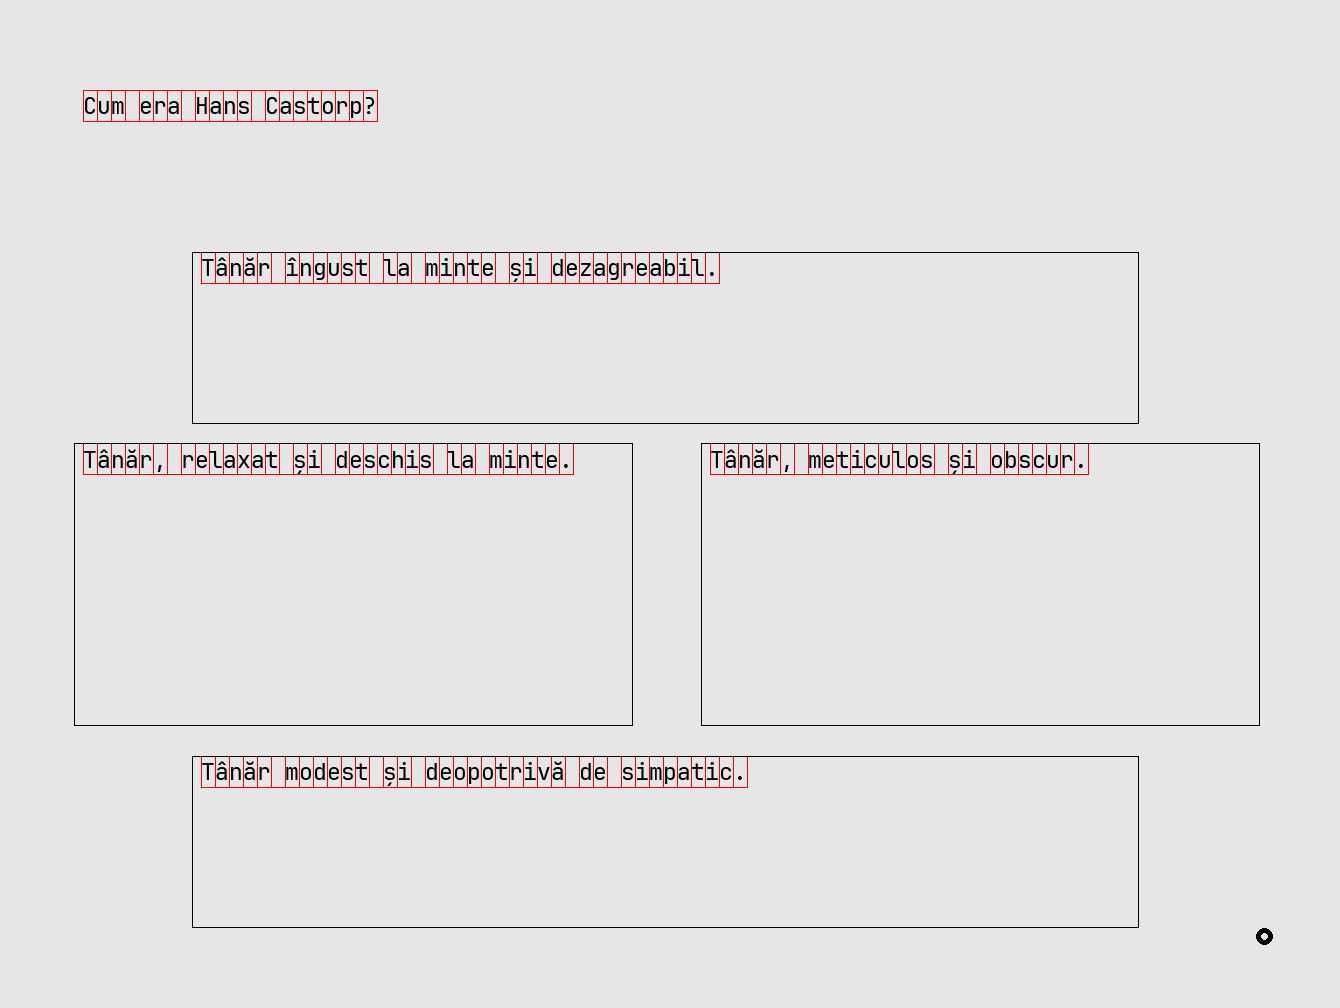 Cum era Hans Castorp?
Tânăr îngust la minte și dezagreabil.
Tânăr, relaxat și deschis la minte.
Tânăr, meticulos și obscur.
Tânăr modest și deopotrivă de simpatic.